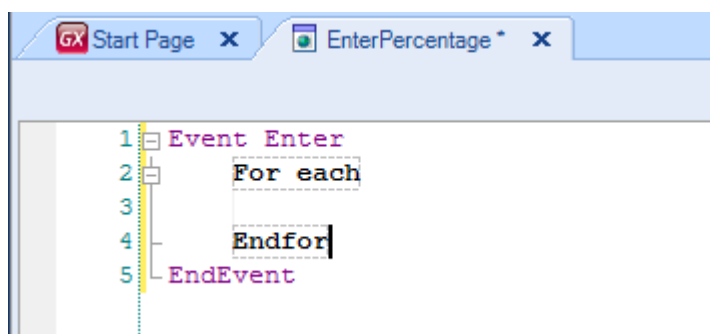 GX Start Page X EnterPercentage * X
1 Event Enter
2 For each
3
4 Endfor
5 EndEvent